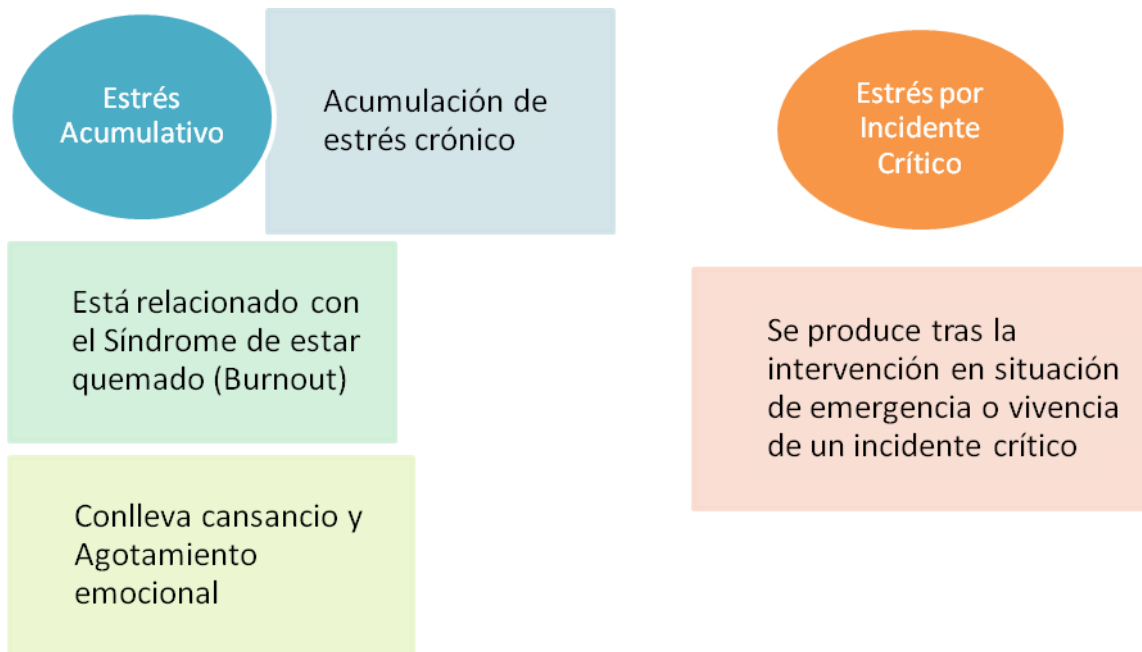 Estrés
Acumulativo
Acumulación de
estrés crónico
Está relacionado con
el Síndrome de estar
quemado (Burnout)
Conlleva cansancio y
Agotamiento
emocional
Estrés por
Incidente
Crítico
Se produce tras la
intervención en situación
de emergencia o vivencia
de un incidente crítico